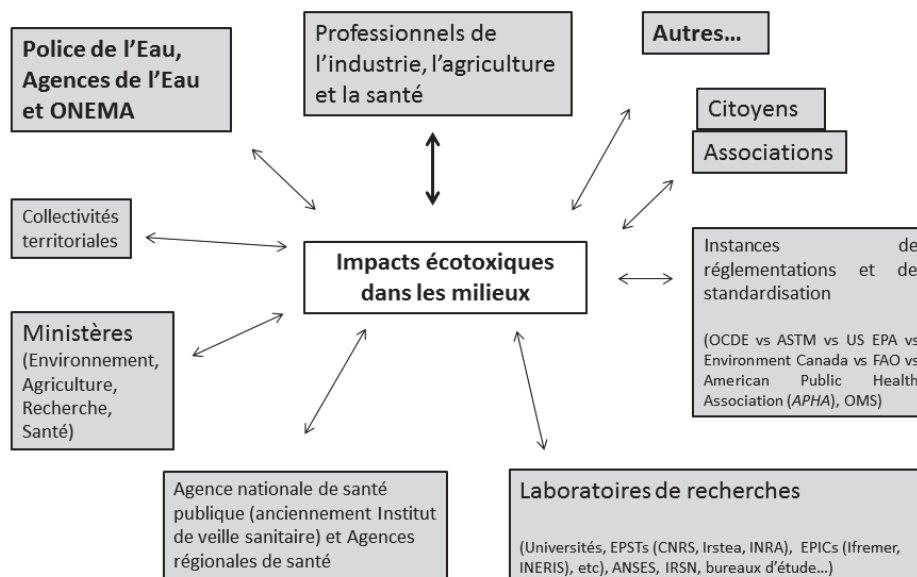 Police de l’Eau,
Agences de l’Eau
et ONEMA
Professionnels de
l’industrie, l’agriculture
et la santé
Autres…
Citoyens
Associations
Collectivités
territoriales
Impacts écotoxiques
dans les milieux
Instances de
réglementations et de
standardisation
(OCDE vs ASTM vs US EPA vs
Environment Canada vs FAO vs
American Public Health
Association (APHA), OMS)
Ministères
(Environnement,
Agriculture,
Recherche,
Santé)
Agence nationale de santé
publique (anciennement Institut
de veille sanitaire) et Agences
régionales de santé
Laboratoires de recherches
(Universités, EPSTs (CNRS, Irstea, INRA), EPICs (Ifremer,
INERIS), etc), ANSES, IRSN, bureaux d’étude…)